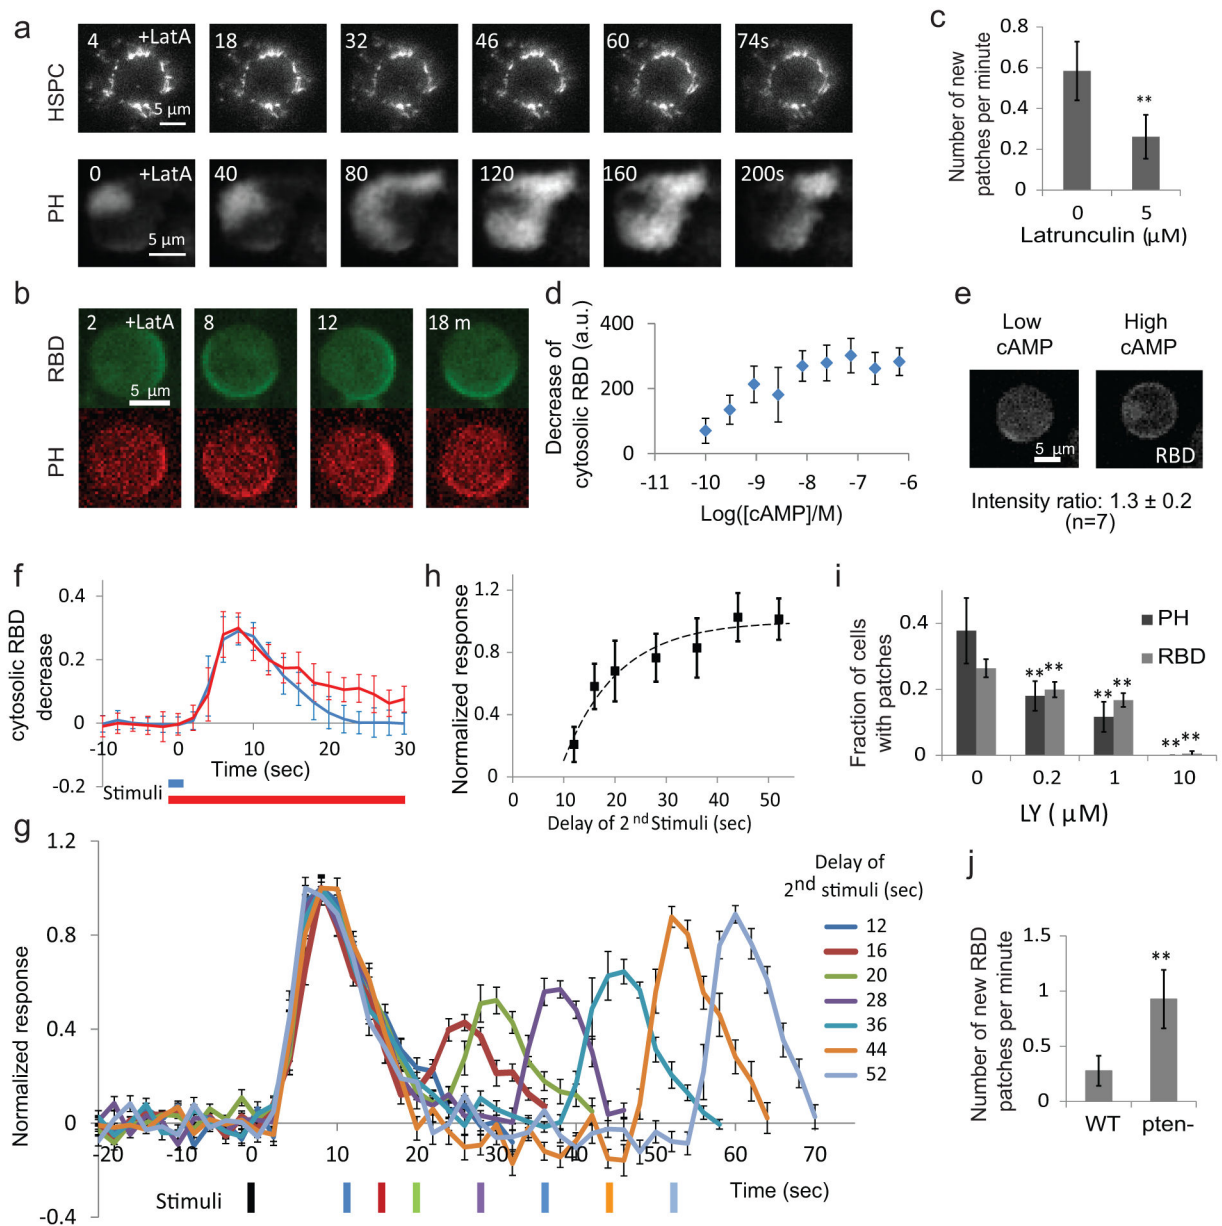 a
HSPC
4 +LatA
5 μm
18
32
46
60
74s
PH
0 +LatA
5 μm
40
80
120
160
200s
b
RBD
2 +LatA
5 μm
8
12
18 m
PH
c
Number of new
patches per minute
0.8
0.6
0.4
0.2
0
**
0 5
Latrunculin (μM)
d
Decrease of
cytosolic RBD (a.u.)
400
200
0
-11 -10 -9 -8 -7 -6
Log([cAMP]/M)
e
Low
cAMP
High
cAMP
5 μm
RBD
Intensity ratio: 1.3 ± 0.2
(n=7)
f
cytosolic RBD
decrease
0.4
0.2
0
-0.2
-10 0 10 20 30
Time (sec)
Stimuli
h
Normalized response
1.2
0.8
0.4
0
0 10 20 30 40 50
Delay of 2nd Stimuli (sec)
i
Fraction of cells
with patches
0.4
0.2
0
PH
RBD
** **
** **
** **
0 0.2 1 10
LY ( μM)
g
Normalized response
1.2
0.8
0.4
0
-0.4
-20 -10 0 10 20 30 40 50 60 70
Time (sec)
Stimuli
Delay of
2nd stimuli (sec)
12
16
20
28
36
44
52
j
Number of new RBD
patches per minute
1.5
1
0.5
0
**
WT pten-